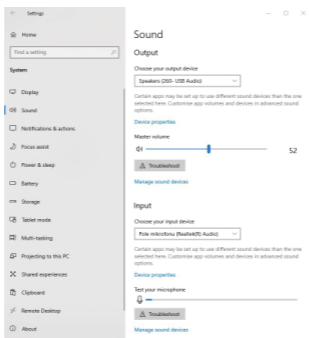 Settings
Home
Find a setting
System
Display
Sound
Notifications & actions
Focus assist
Power & sleep
Battery
Storage
Tablet mode
Multi-tasking
Projecting to this PC
Shared experiences
Clipboard
Remote Desktop
About
Sound
Output
Choose your output device
Speakers (260- USB Audio)
Certain apps may be set up to use different sound devices than the one
selected here. Customise app volumes and devices in advanced sound
options.
Device properties
Master volume
52
Troubleshoot
Manage sound devices
Input
Choose your input device
Pole mikrofonu (Realtek(R) Audio)
Certain apps may be set up to use different sound devices than the one
selected here. Customise app volumes and devices in advanced sound
options.
Device properties
Test your microphone
Troubleshoot
Manage sound devices